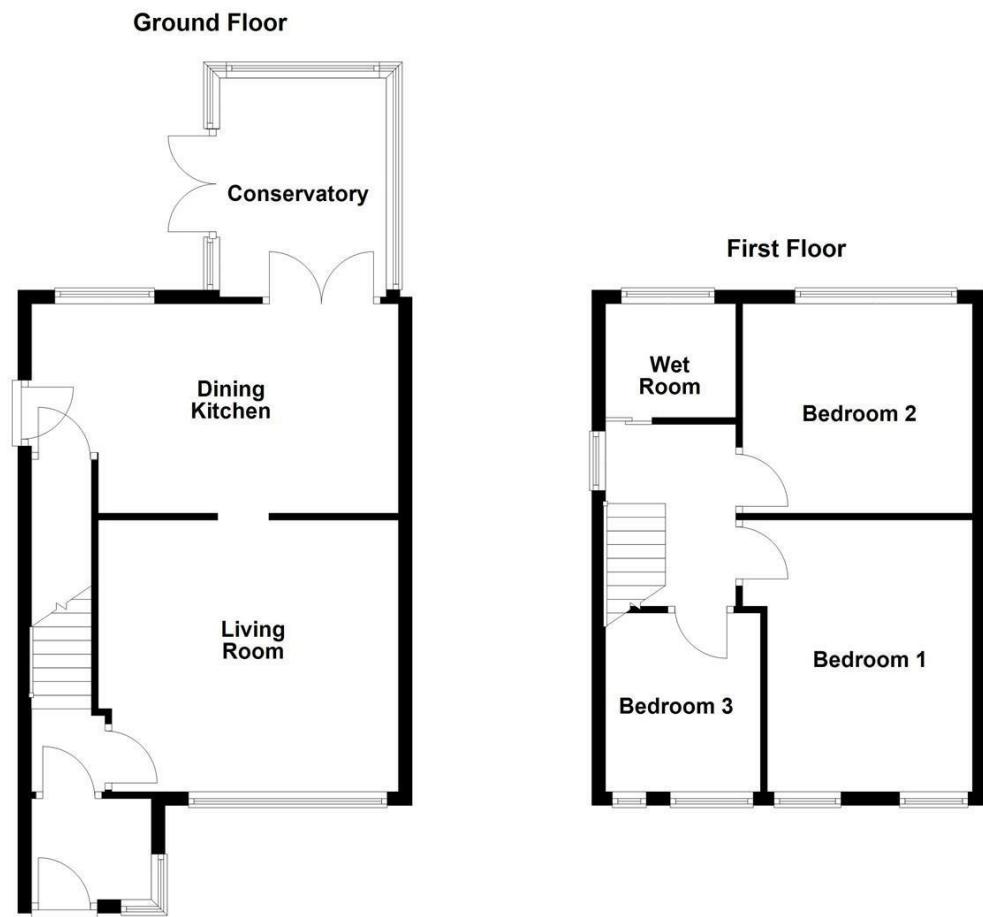 Ground Floor
Conservatory
Dining
Kitchen
Living
Room
First Floor
Wet
Room
Bedroom 2
Bedroom 1
Bedroom 3